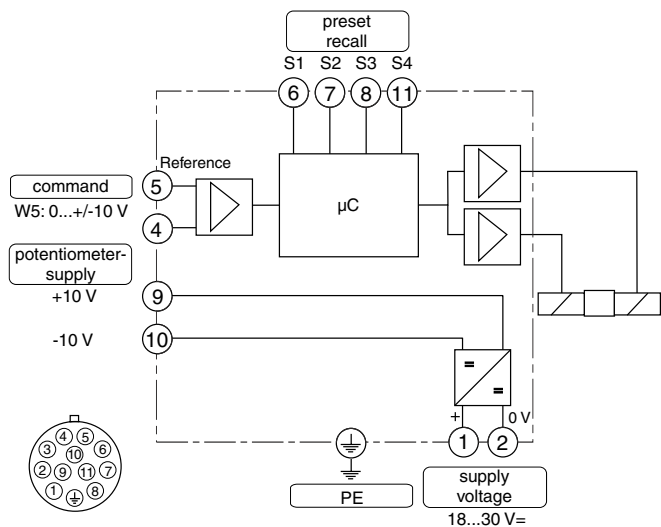 preset
recall
S1 S2 S3 S4
6 7 8 11
Reference
5
command
W5: 0...+/-10 V
4
µC
potentiometer-
supply
+10 V
9
-10 V
10
=
=
+ 0 V
1 2
PE
supply
voltage
18...30 V=
4 5
3 10 6
2 9 11 7
1 8